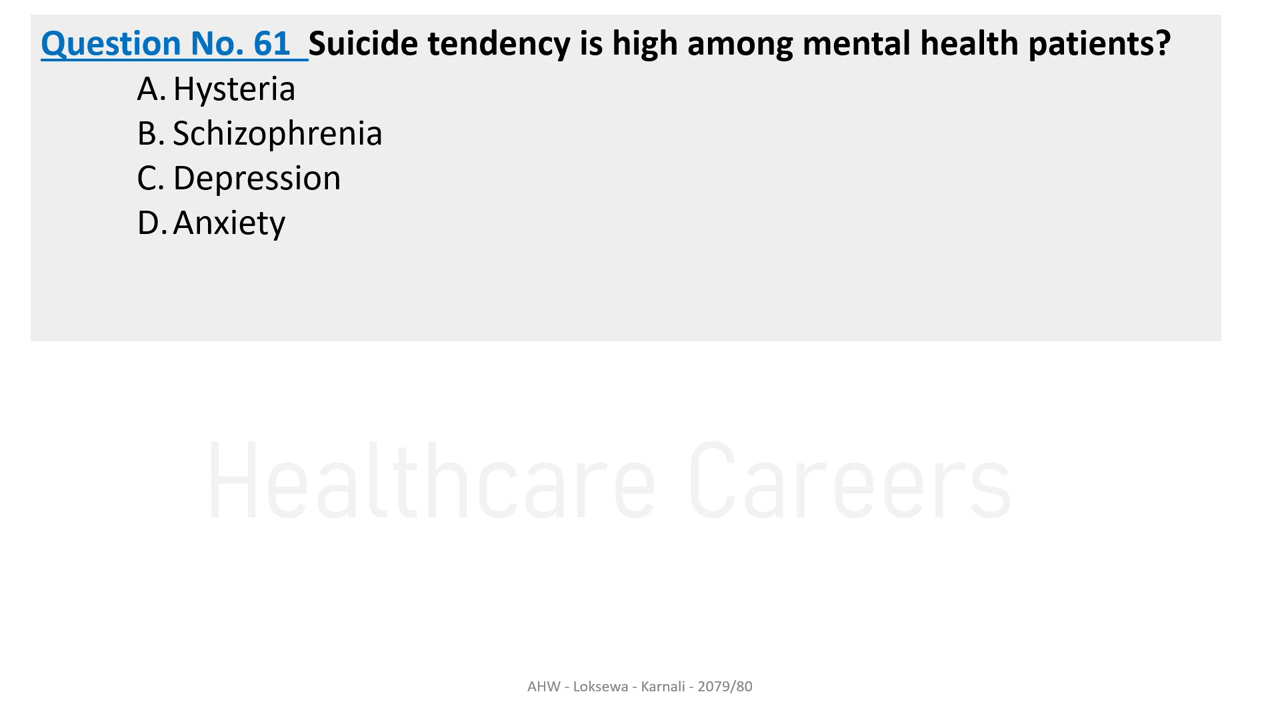 Question No. 61 Suicide tendency is high among mental health patients?
A. Hysteria
B. Schizophrenia
C. Depression
D. Anxiety
Healthcare Careers
AHW - Loksewa - Karnali - 2079/80